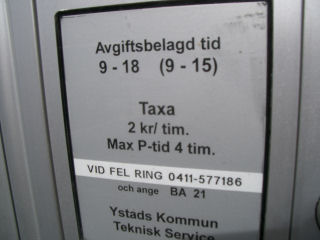 Avgiftsbelagd tid
9 - 18 (9 - 15)
Taxa
2 kr/ tim.
Max P-tid 4 tim.
VID FEL RING 0411-577186
och ange BA 21
Ystads Kommun
Teknisk Service